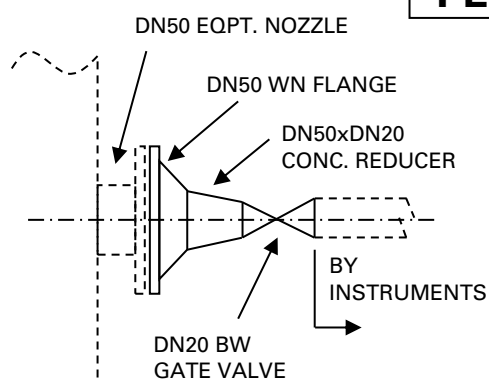 DN50 EQPT. NOZZLE
DN50 WN FLANGE
DN50xDN20
CONC. REDUCER
BY
INSTRUMENTS
DN20 BW
GATE VALVE